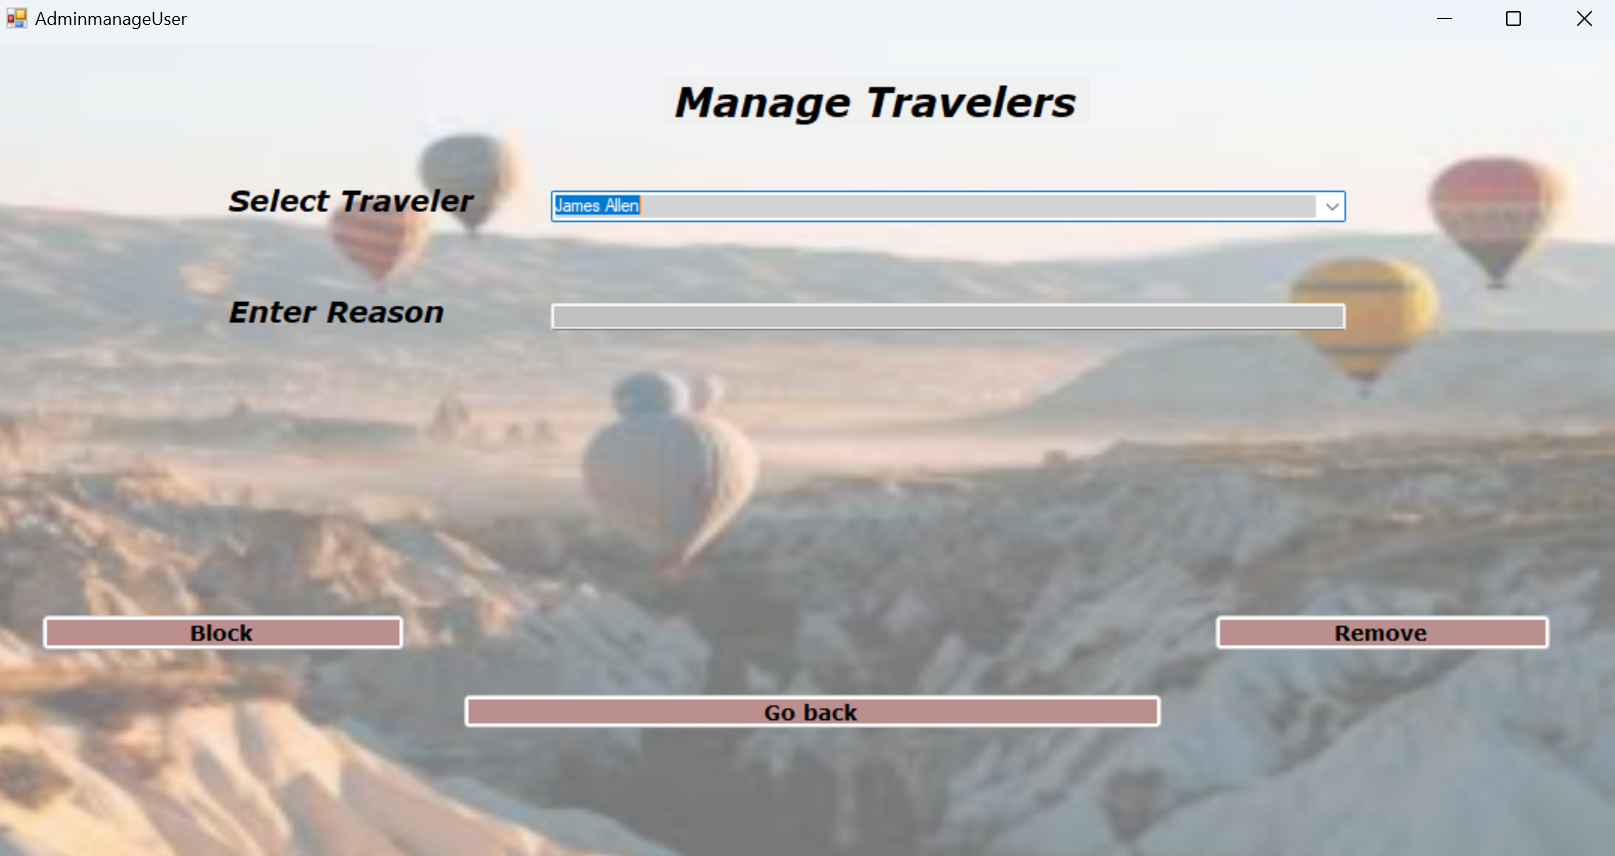 AdminmanageUser
Manage Travelers
Select Traveler
James Allen
Enter Reason
Block
Remove
Go back